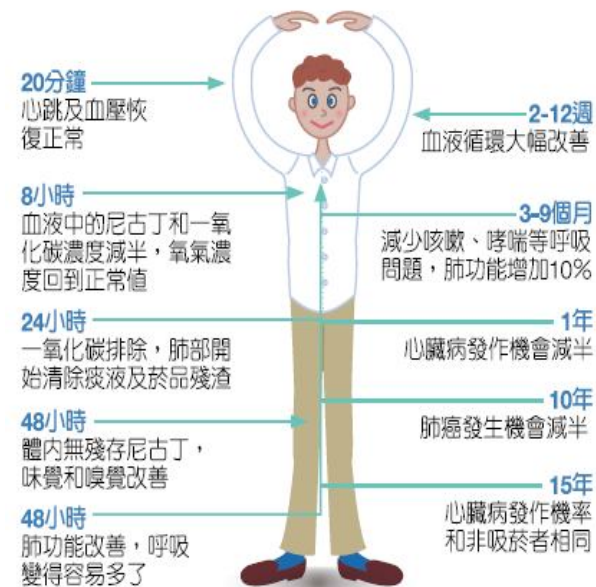 20分鐘
心跳及血壓恢
復正常
8小時
血液中的尼古丁和一氧
化碳濃度減半，氧氣濃
度回到正常值
24小時
一氧化碳排除，肺部開
始清除痰液及菸品殘渣
48小時
體內無殘存尼古丁，
味覺和嗅覺改善
48小時
肺功能改善，呼吸
變得容易多了
2-12週
血液循環大幅改善
3-9個月
減少咳嗽、哮喘等呼吸
問題，肺功能增加10%
1年
心臟病發作機會減半
10年
肺癌發生機會減半
15年
心臟病發作機率
和非吸菸者相同